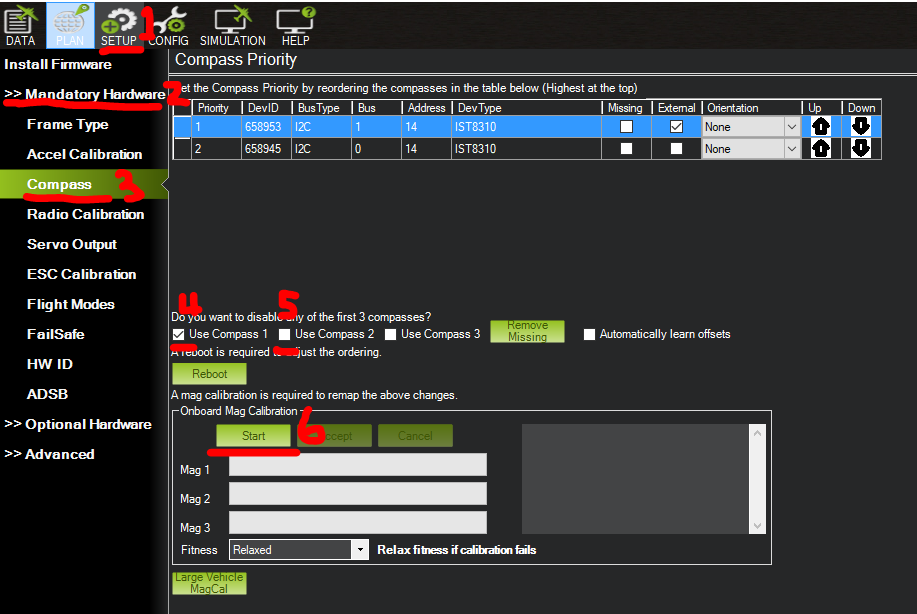 DATA PLAN SETUP CONFIG SIMULATION HELP
1
Install Firmware
>> Mandatory Hardware
2
Frame Type
Accel Calibration
Compass
3
Radio Calibration
Servo Output
ESC Calibration
Flight Modes
FailSafe
HW ID
ADSB
>> Optional Hardware
>> Advanced
Compass Priority
Set the Compass Priority by reordering the compasses in the table below (Highest at the top)
Priority DevID BusType Bus Address DevType Missing External Orientation Up Down
1 658953 I2C 1 14 IST8310 None
2 658945 I2C 0 14 IST8310 None
4 5
Do you want to disable any of the first 3 compasses?
Use Compass 1 Use Compass 2 Use Compass 3 Remove Missing Automatically learn offsets
A reboot is required to adjust the ordering.
Reboot
A mag calibration is required to remap the above changes.
Onboard Mag Calibration
Start Accept Cancel
6
Mag 1
Mag 2
Mag 3
Fitness Relaxed Relax fitness if calibration fails
Large Vehicle
MagCal